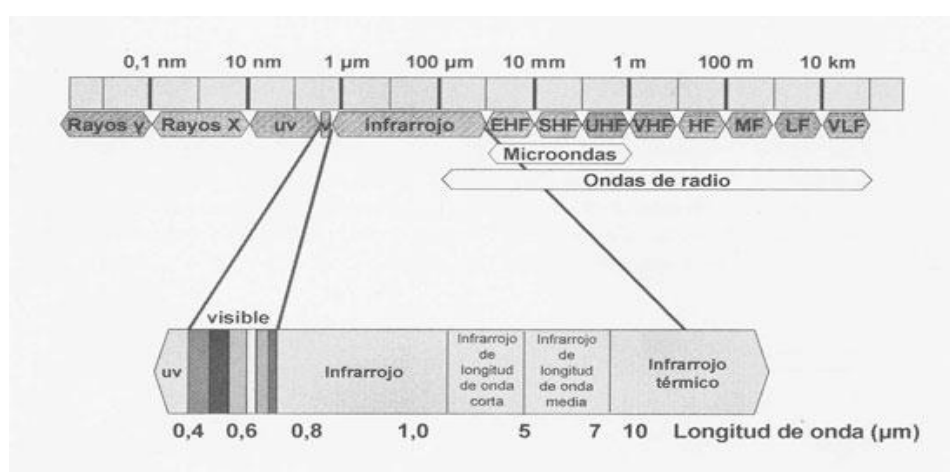 0,1 nm 10 nm 1 µm 100 µm 10 mm 1 m 100 m 10 km
Rayos γ Rayos X uv v infrarrojo EHF SHF UHF VHF HF MF LF VLF
Microondas
Ondas de radio
visible
uv
Infrarrojo
Infrarrojo
de
longitud
de onda
corta
Infrarrojo
de
longitud
de onda
media
Infrarrojo
térmico
0,4 0,6 0,8 1,0 5 7 10 Longitud de onda (µm)